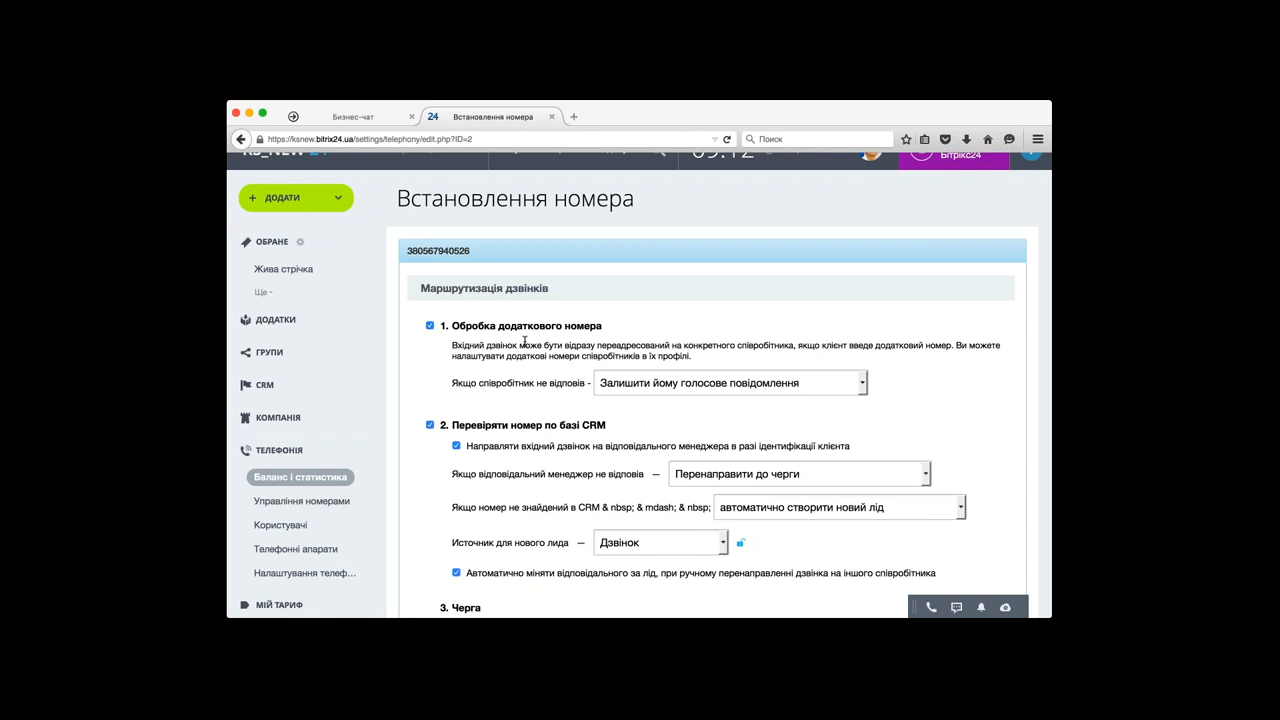 Бизнес-чат
24 Встановлення номера
https://ksnew.bitrix24.ua/settings/telephony/edit.php?ID=2
Поиск
09:12
Бітрікс24
ДОДАТИ
Встановлення номера
ОБРАНЕ
Жива стрічка
Ще -
ДОДАТКИ
ГРУПИ
CRM
КОМПАНІЯ
ТЕЛЕФОНІЯ
Баланс і статистика
Управління номерами
Користувачі
Телефонні апарати
Налаштування телеф...
МІЙ ТАРИФ
380567940526
Маршрутизація дзвінків
1. Обробка додаткового номера
Вхідний дзвінок може бути відразу переадресований на конкретного співробітника, якщо клієнт введе додатковий номер. Ви можете
налаштувати додаткові номери співробітників в їх профілі.
Якщо співробітник не відповів - Залишити йому голосове повідомлення
2. Перевіряти номер по базі CRM
Направляти вхідний дзвінок на відповідального менеджера в разі ідентифікації клієнта
Якщо відповідальний менеджер не відповів — Перенаправити до черги
Якщо номер не знайдений в CRM & nbsp; & mdash; & nbsp; автоматично створити новий лід
Источник для нового лида — Дзвінок
Автоматично міняти відповідального за лід, при ручному перенаправленні дзвінка на іншого співробітника
3. Черга